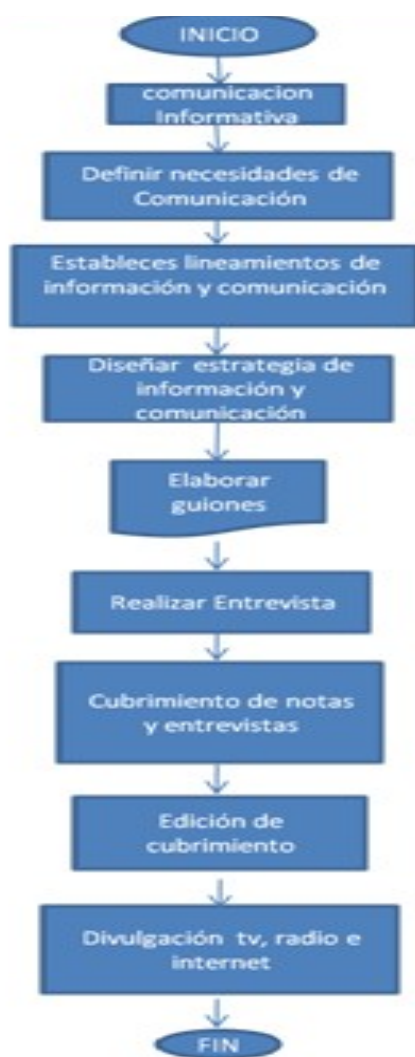 INICIO
comunicacion
Informativa
Definir necesidades de
Comunicación
Estableces lineamientos de
información y comunicación
Diseñar estrategia de
información y
comunicación
Elaborar
guiones
Realizar Entrevista
Cubrimiento de notas
y entrevistas
Edición de
cubrimiento
Divulgación tv, radio e
internet
FIN